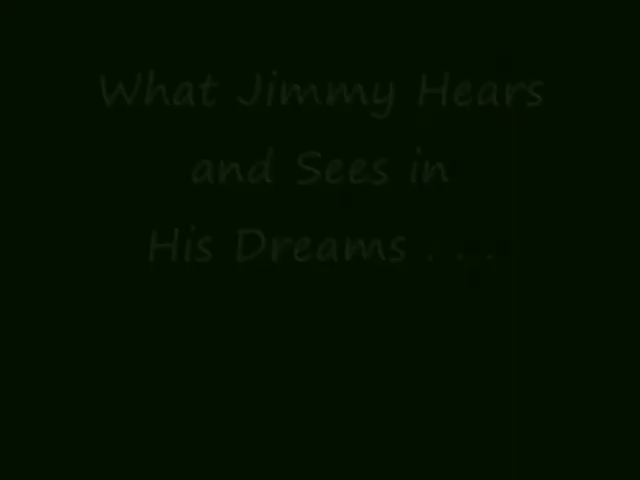 What Jimmy Hears
and Sees in
His Dreams . . .